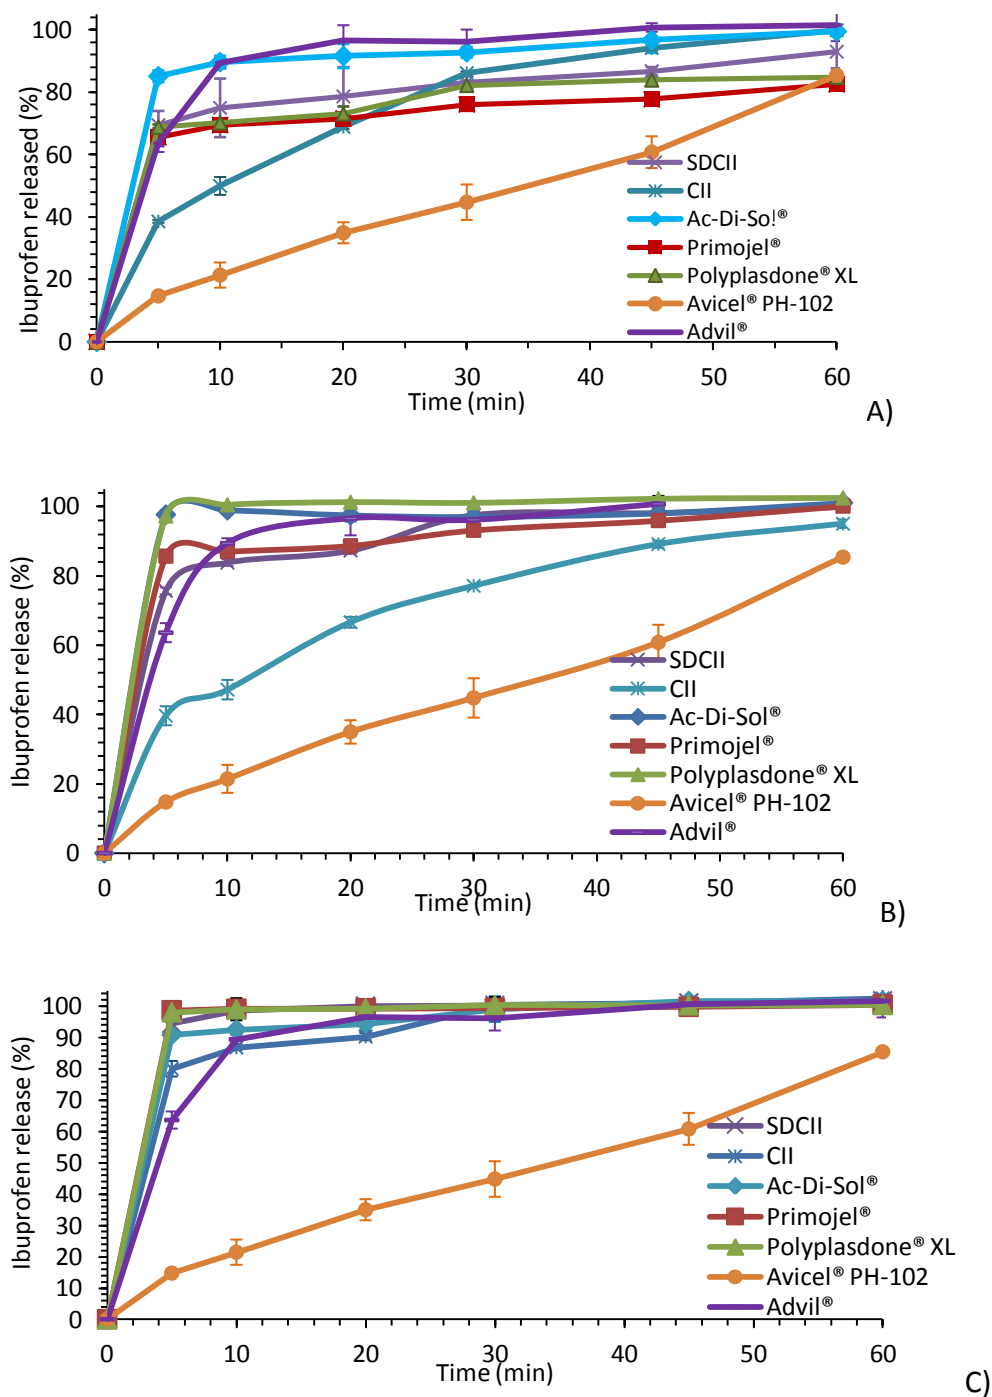 100
80
60
40
20
0
Ibuprofen released (%)
SDCII
CII
Ac-Di-Sol®
Primojel®
Polyplasdone® XL
Avicel® PH-102
Advil®
0 10 20 30 40 50 60
Time (min)
A)
100
80
60
40
20
0
Ibuprofen release (%)
SDCII
CII
Ac-Di-Sol®
Primojel®
Polyplasdone® XL
Avicel® PH-102
Advil®
0 10 20 30 40 50 60
Time (min)
B)
100
90
80
70
60
50
40
30
20
10
0
Ibuprofen release (%)
SDCII
CII
Ac-Di-Sol®
Primojel®
Polyplasdone® XL
Avicel® PH-102
Advil®
0 10 20 30 40 50 60
Time (min)
C)